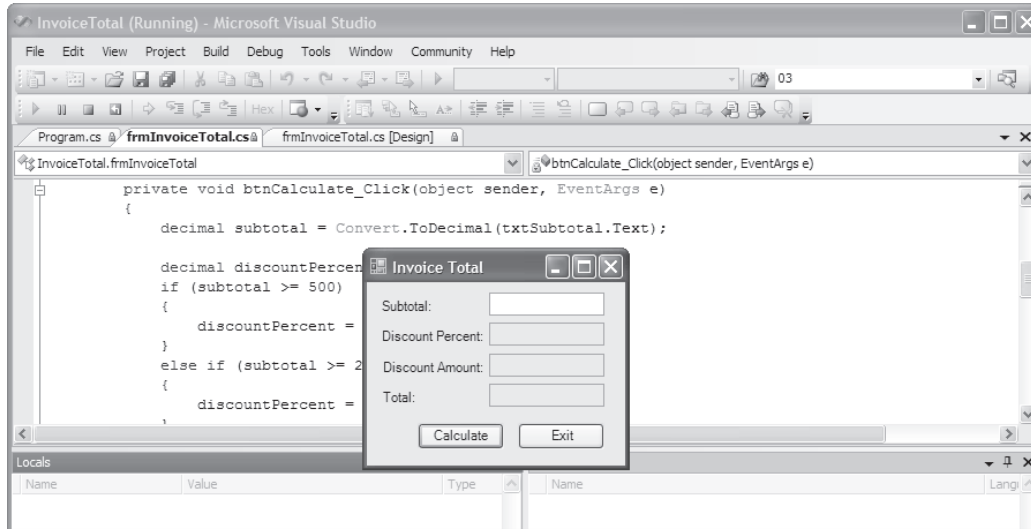 InvoiceTotal (Running) - Microsoft Visual Studio
File Edit View Project Build Debug Tools Window Community Help
03
Hex
Program.cs frmInvoiceTotal.cs frmInvoiceTotal.cs [Design]
InvoiceTotal.frmInvoiceTotal btnCalculate_Click(object sender, EventArgs e)
private void btnCalculate_Click(object sender, EventArgs e)
{
decimal subtotal = Convert.ToDecimal(txtSubtotal.Text);
decimal discountPercen
if (subtotal >= 500)
{
discountPercent =
}
else if (subtotal >= 2
{
discountPercent =
}
Invoice Total
Subtotal:
Discount Percent:
Discount Amount:
Total:
Calculate Exit
Locals
Name Value Type Name Langu